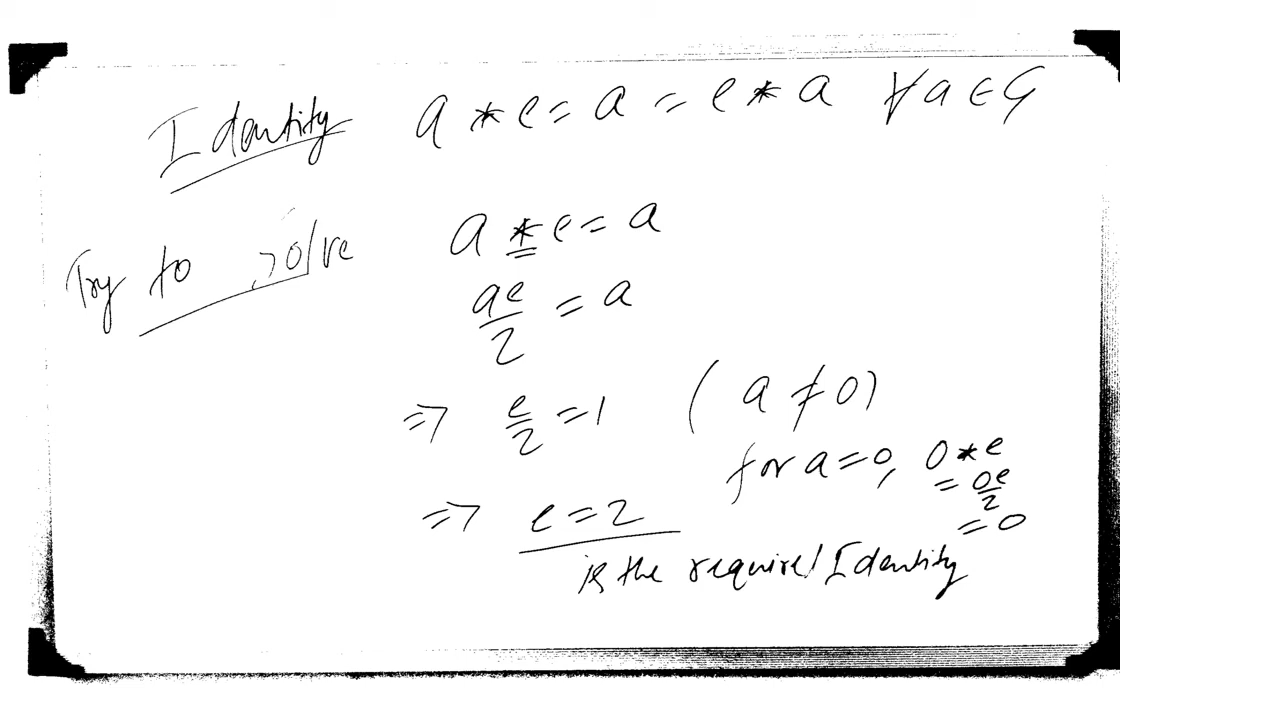 Identity a * e = a = e * a ∀ a ∈ G
Try to solve a * e = a
ae/2 = a
⇒ e/2 = 1 (a ≠ 0)
for a = 0, 0 * e
= 0e/2
= 0
⇒ e = 2
is the required Identity